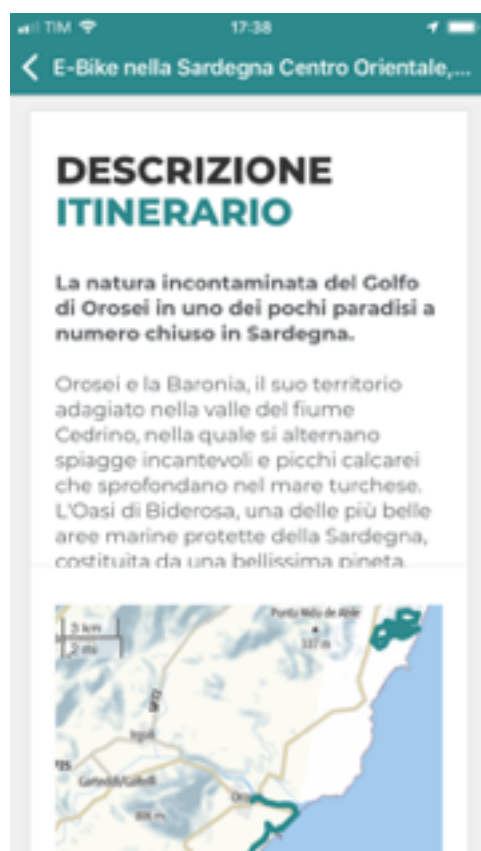 TIM 17:38
E-Bike nella Sardegna Centro Orientale,...
DESCRIZIONE
ITINERARIO
La natura incontaminata del Golfo
di Orosei in uno dei pochi paradisi a
numero chiuso in Sardegna.
Orosei e la Baronia, il suo territorio
adagiato nella valle del fiume
Cedrino, nella quale si alternano
spiagge incantevoli e picchi calcarei
che sprofondano nel mare turchese.
L'Oasi di Biderosa, una delle più belle
aree marine protette della Sardegna,
costituita da una bellissima pineta,
3 km
2 mi